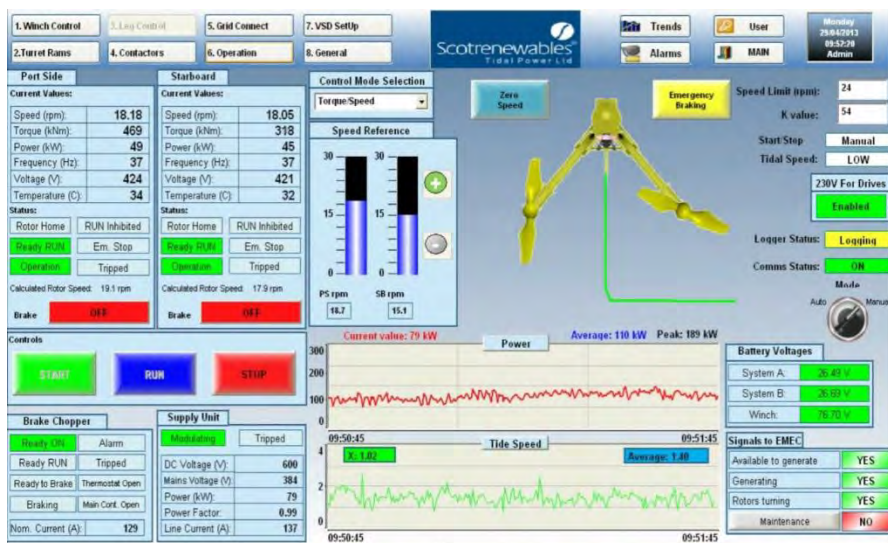 1. Winch Control
3. Leg Control
5. Grid Connect
7. VSD SetUp
2.Turret Rams
4. Contactors
6. Operation
8. General
Scotrenewables
Tidal Power Ltd
Trends
User
Alarms
MAIN
Monday
29/04/2013
09:52:20
Admin
Port Side
Current Values:
Speed (rpm): 18.18
Torque (kNm): 469
Power (kW): 49
Frequency (Hz): 37
Voltage (V): 424
Temperature (C): 34
Status:
Rotor Home RUN Inhibited
Ready RUN Em. Stop
Operation Tripped
Calculated Rotor Speed: 19.1 rpm
Brake OFF
Starboard
Current Values:
Speed (rpm): 18.05
Torque (kNm): 318
Power (kW): 45
Frequency (Hz): 37
Voltage (V): 421
Temperature (C): 32
Status:
Rotor Home RUN Inhibited
Ready RUN Em. Stop
Operation Tripped
Calculated Rotor Speed: 17.9 rpm
Brake OFF
Control Mode Selection
Torque/Speed
Speed Reference
30 30
15 15
0 0
PS rpm SB rpm
18.7 15.1
Zero Speed
Emergency Braking
Speed Limit (rpm): 24
K value: 54
Start/Stop Manual
Tidal Speed: LOW
230V For Drives
Enabled
Logger Status: Logging
Comms Status: ON
Mode
Auto Manual
Controls
START RUN STOP
Brake Chopper
Ready ON Alarm
Ready RUN Tripped
Ready to Brake Thermostat Open
Braking Main Cont. Open
Nom. Current (A): 129
Supply Unit
Modulating Tripped
DC Voltage (V): 600
Mains Voltage (V): 384
Power (kW): 79
Power Factor: 0.99
Line Current (A): 137
Current value: 79 kW
Power
Average: 110 kW Peak: 189 kW
300
200
100
0
09:50:45 09:51:45
Tide Speed
X: 1.02
Average: 1.40
4
2
0
09:50:45 09:51:45
Battery Voltages
System A: 26.49 V
System B: 26.69 V
Winch: 76.70 V
Signals to EMEC
Available to generate YES
Generating YES
Rotors turning YES
Maintenance NO